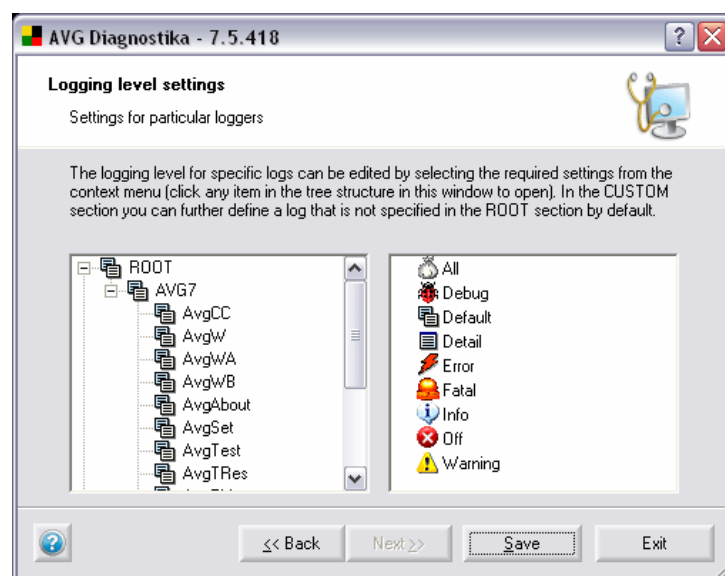 AVG Diagnostika - 7.5.418
Logging level settings
Settings for particular loggers
The logging level for specific logs can be edited by selecting the required settings from the
context menu (click any item in the tree structure in this window to open). In the CUSTOM
section you can further define a log that is not specified in the ROOT section by default.
ROOT
AVG7
AvgCC
AvgW
AvgWA
AvgWB
AvgAbout
AvgSet
AvgTest
AvgTRes
All
Debug
Default
Detail
Error
Fatal
Info
Off
Warning
<< Back
Next >>
Save
Exit